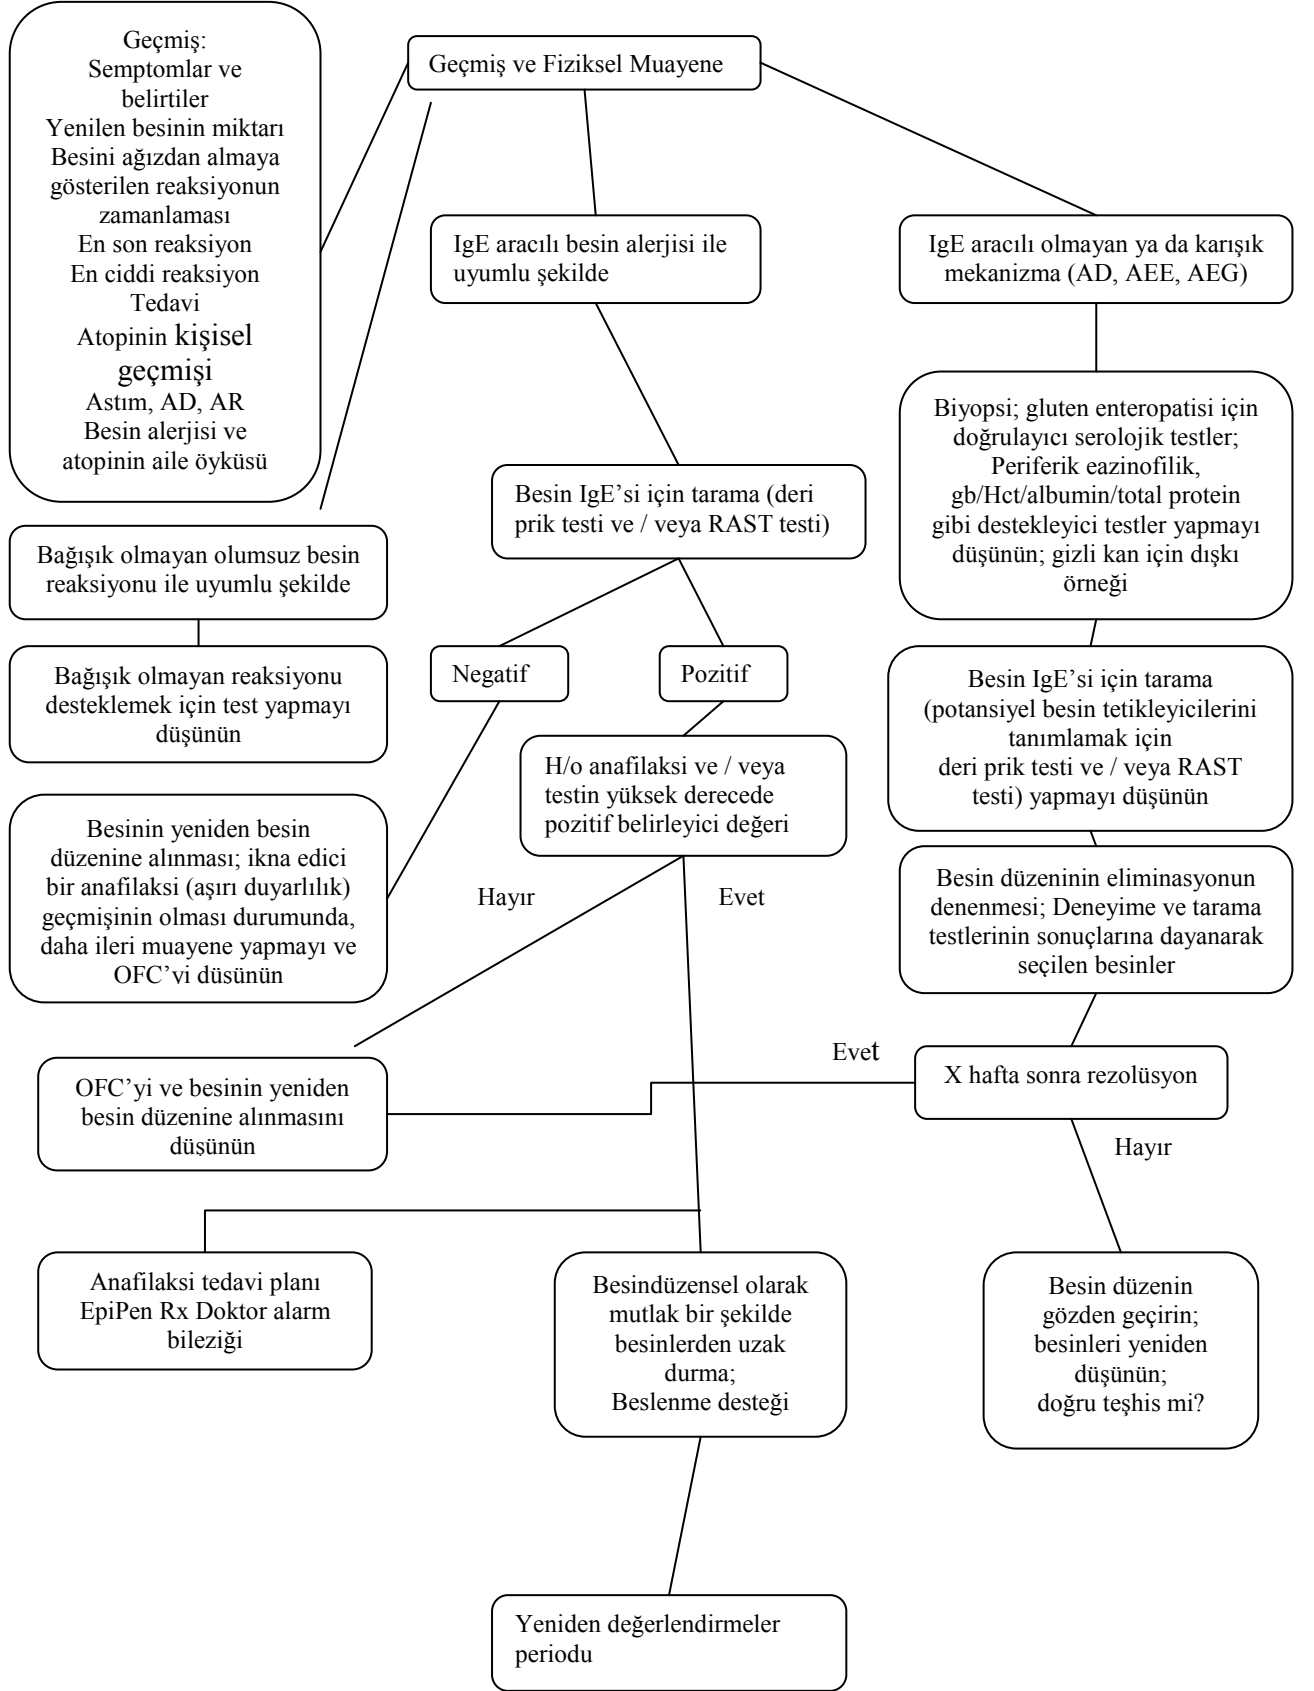 Geçmiş:
Semptomlar ve
belirtiler
Yenilen besinin miktarı
Besini ağızdan almaya
gösterilen reaksiyonun
zamanlaması
En son reaksiyon
En ciddi reaksiyon
Tedavi
Atopinin kişisel
geçmişi
Astım, AD, AR
Besin alerjisi ve
atopinin aile öyküsü
Geçmiş ve Fiziksel Muayene
IgE aracılı besin alerjisi ile
uyumlu şekilde
IgE aracılı olmayan ya da karışık
mekanizma (AD, AEE, AEG)
Biyopsi; gluten enteropatisi için
doğrulayıcı serolojik testler;
Periferik eazinofilik,
gb/Hct/albumin/total protein
gibi destekleyici testler yapmayı
düşünün; gizli kan için dışkı
örneği
Besin IgE’si için tarama (deri
prik testi ve / veya RAST testi)
Bağışık olmayan olumsuz besin
reaksiyonu ile uyumlu şekilde
Bağışık olmayan reaksiyonu
desteklemek için test yapmayı
düşünün
Negatif
Pozitif
Besin IgE’si için tarama
(potansiyel besin tetikleyicilerini
tanımlamak için
deri prik testi ve / veya RAST
testi) yapmayı düşünün
H/o anafilaksi ve / veya
testin yüksek derecede
pozitif belirleyici değeri
Besinin yeniden besin
düzenine alınması; ikna edici
bir anafilaksi (aşırı duyarlılık)
geçmişinin olması durumunda,
daha ileri muayene yapmayı ve
OFC’yi düşünün
Hayır
Evet
Besin düzeninin eliminasyonun
denenmesi; Deneyime ve tarama
testlerinin sonuçlarına dayanarak
seçilen besinler
Evet
X hafta sonra rezolüsyon
OFC’yi ve besinin yeniden
besin düzenine alınmasını
düşünün
Hayır
Anafilaksi tedavi planı
EpiPen Rx Doktor alarm
bileziği
Besindüzensel olarak
mutlak bir şekilde
besinlerden uzak
durma;
Beslenme desteği
Besin düzenin
gözden geçirin;
besinleri yeniden
düşünün;
doğru teşhis mi?
Yeniden değerlendirmeler
periodu